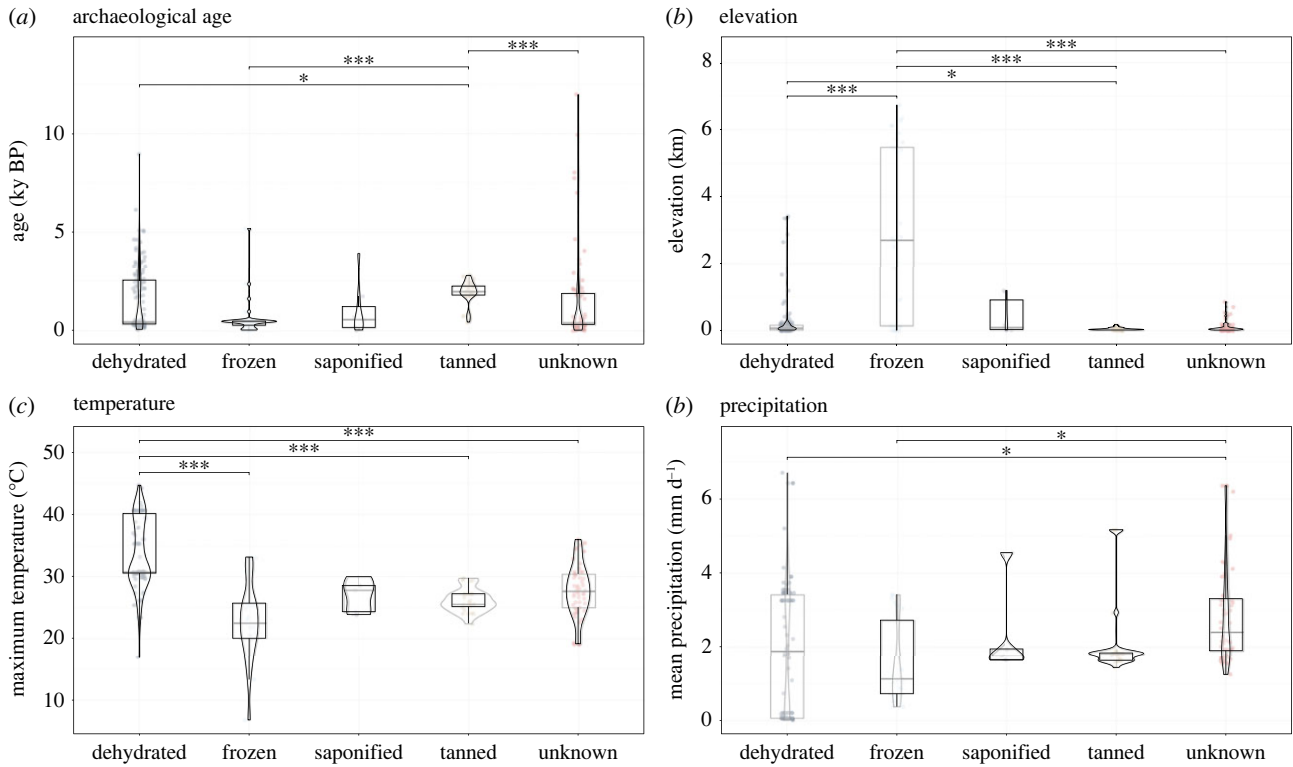 (a) archaeological age
age (ky BP)
10
5
0
*
***
***
dehydrated frozen saponified tanned unknown
(b) elevation
elevation (km)
8
6
4
2
0
***
***
*
***
dehydrated frozen saponified tanned unknown
(c) temperature
maximum temperature (°C)
50
40
30
20
10
***
***
***
dehydrated frozen saponified tanned unknown
(b) precipitation
mean precipitation (mm d⁻¹)
6
4
2
0
*
*
dehydrated frozen saponified tanned unknown